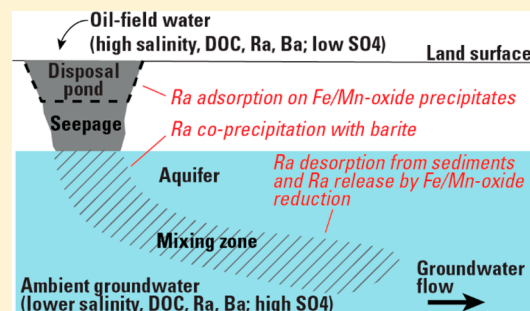 Oil-field water
(high salinity, DOC, Ra, Ba; low SO4)
Land surface
Disposal
pond
Ra adsorption on Fe/Mn-oxide precipitates
Seepage
Ra co-precipitation with barite
Aquifer
Ra desorption from sediments
and Ra release by Fe/Mn-oxide
reduction
Mixing zone
Ambient groundwater
(lower salinity, DOC, Ra, Ba; high SO4)
Groundwater
flow